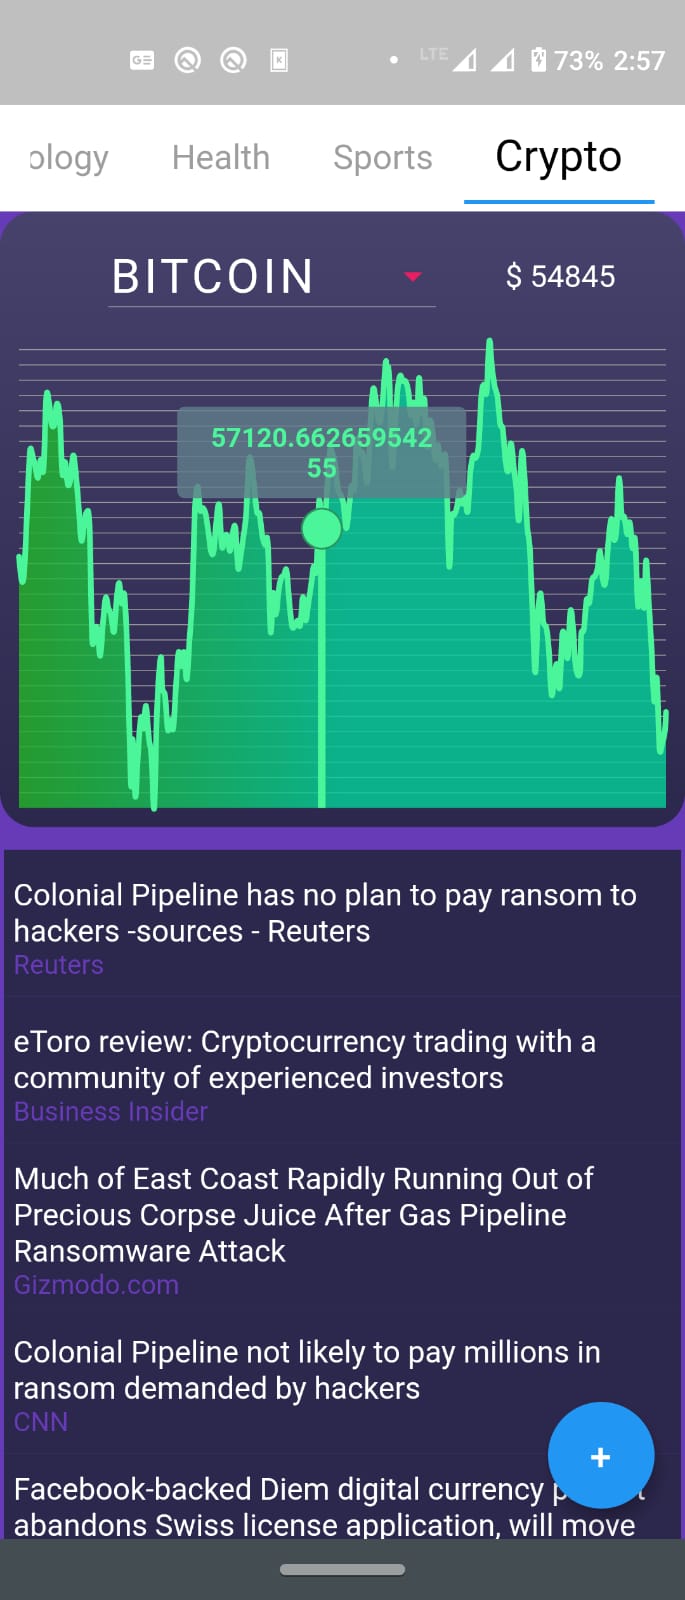 LTE 73% 2:57
ology Health Sports Crypto
BITCOIN $ 54845
57120.662659542
55
Colonial Pipeline has no plan to pay ransom to
hackers -sources - Reuters
Reuters
eToro review: Cryptocurrency trading with a
community of experienced investors
Business Insider
Much of East Coast Rapidly Running Out of
Precious Corpse Juice After Gas Pipeline
Ransomware Attack
Gizmodo.com
Colonial Pipeline not likely to pay millions in
ransom demanded by hackers
CNN
+
Facebook-backed Diem digital currency
abandons Swiss license application, will move